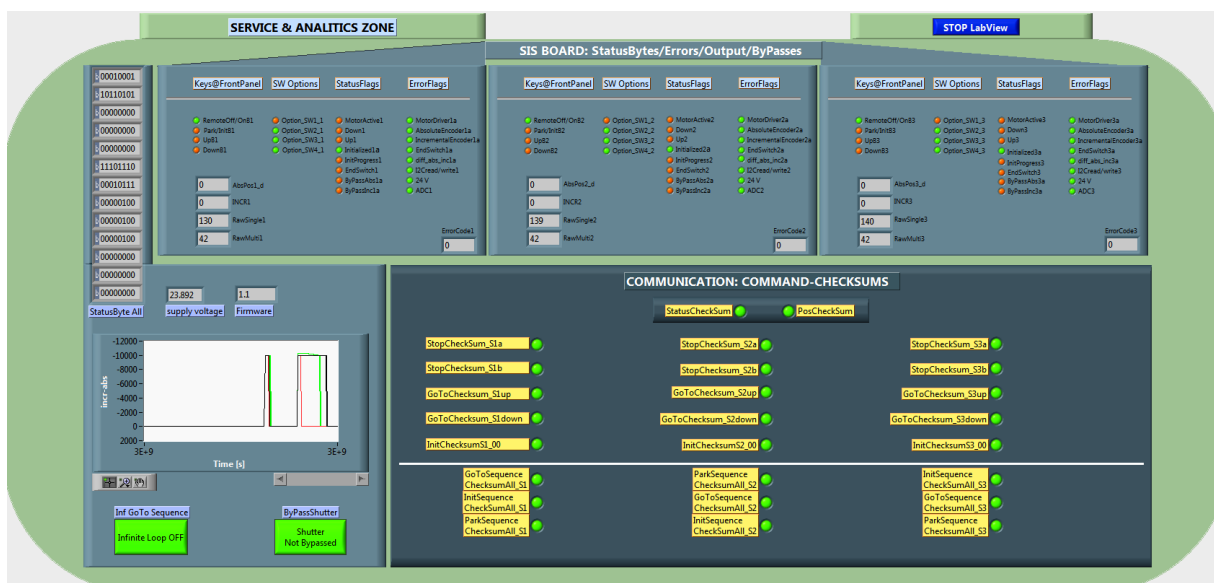 SERVICE & ANALITICS ZONE
STOP LabView
SIS BOARD: StatusBytes/Errors/Output/ByPasses
00010001
10110101
00000000
00000000
00000000
11101110
00010111
00000100
00000100
00000100
00000000
00000000
00000000
StatusByte All
Keys@FrontPanel SW Options StatusFlags ErrorFlags
RemoteOff/OnB1 Option_SW1_1 MotorActive1 MotorDriver1a
Park/InitB1 Option_SW2_1 Down1 AbsoluteEncoder1a
UpB1 Option_SW3_1 Up1 IncrementalEncoder1a
DownB1 Option_SW4_1 Initialized1a EndSwitch1a
InitProgress1 diff_abs_inc1a
EndSwitch1 I2Cread/write1
ByPassAbs1a 24 V
ByPassInc1a ADC1
0 AbsPos1_d
0 INCR1
130 RawSingle1
42 RawMulti1
ErrorCode1
0
Keys@FrontPanel SW Options StatusFlags ErrorFlags
RemoteOff/OnB2 Option_SW1_2 MotorActive2 MotorDriver2a
Park/InitB2 Option_SW2_2 Down2 AbsoluteEncoder2a
UpB2 Option_SW3_2 Up2 IncrementalEncoder2a
DownB2 Option_SW4_2 Initialized2a EndSwitch2a
InitProgress2 diff_abs_inc2a
EndSwitch2 I2Cread/write2
ByPassAbs2a 24 V
ByPassInc2a ADC2
0 AbsPos2_d
0 INCR2
139 RawSingle2
42 RawMulti2
ErrorCode2
0
Keys@FrontPanel SW Options StatusFlags ErrorFlags
RemoteOff/OnB3 Option_SW1_3 MotorActive3 MotorDriver3a
Park/InitB3 Option_SW2_3 Down3 AbsoluteEncoder3a
UpB3 Option_SW3_3 Up3 IncrementalEncoder3a
DownB3 Option_SW4_3 Initialized3a EndSwitch3a
InitProgress3 diff_abs_inc3a
EndSwitch3 I2Cread/write3
ByPassAbs3a 24 V
ByPassInc3a ADC3
0 AbsPos3_d
0 INCR3
140 RawSingle3
42 RawMulti3
ErrorCode3
0
23.892 1.1
supply voltage Firmware
-12000
-10000
-8000
-6000
-4000
-2000
0
2000
incr-abs
3E+9 3E+9
Time [s]
Inf GoTo Sequence ByPassShutter
Infinite Loop OFF
Shutter
Not Bypassed
COMMUNICATION: COMMAND-CHECKSUMS
StatusCheckSum PosCheckSum
StopCheckSum_S1a StopCheckSum_S2a StopCheckSum_S3a
StopChecksum_S1b StopChecksum_S2b StopChecksum_S3b
GoToChecksum_S1up GoToChecksum_S2up GoToChecksum_S3up
GoToChecksum_S1down GoToChecksum_S2down GoToChecksum_S3down
InitChecksumS1_00 InitChecksumS2_00 InitChecksumS3_00
GoToSequence ParkSequence InitSequence
ChecksumAll_S1 CheckSumAll_S2 CheckSumAll_S3
InitSequence GoToSequence GoToSequence
CheckSumAll_S1 ChecksumAll_S2 ChecksumAll_S3
ParkSequence InitSequence ParkSequence
CheckSumAll_S1 CheckSumAll_S2 CheckSumAll_S3